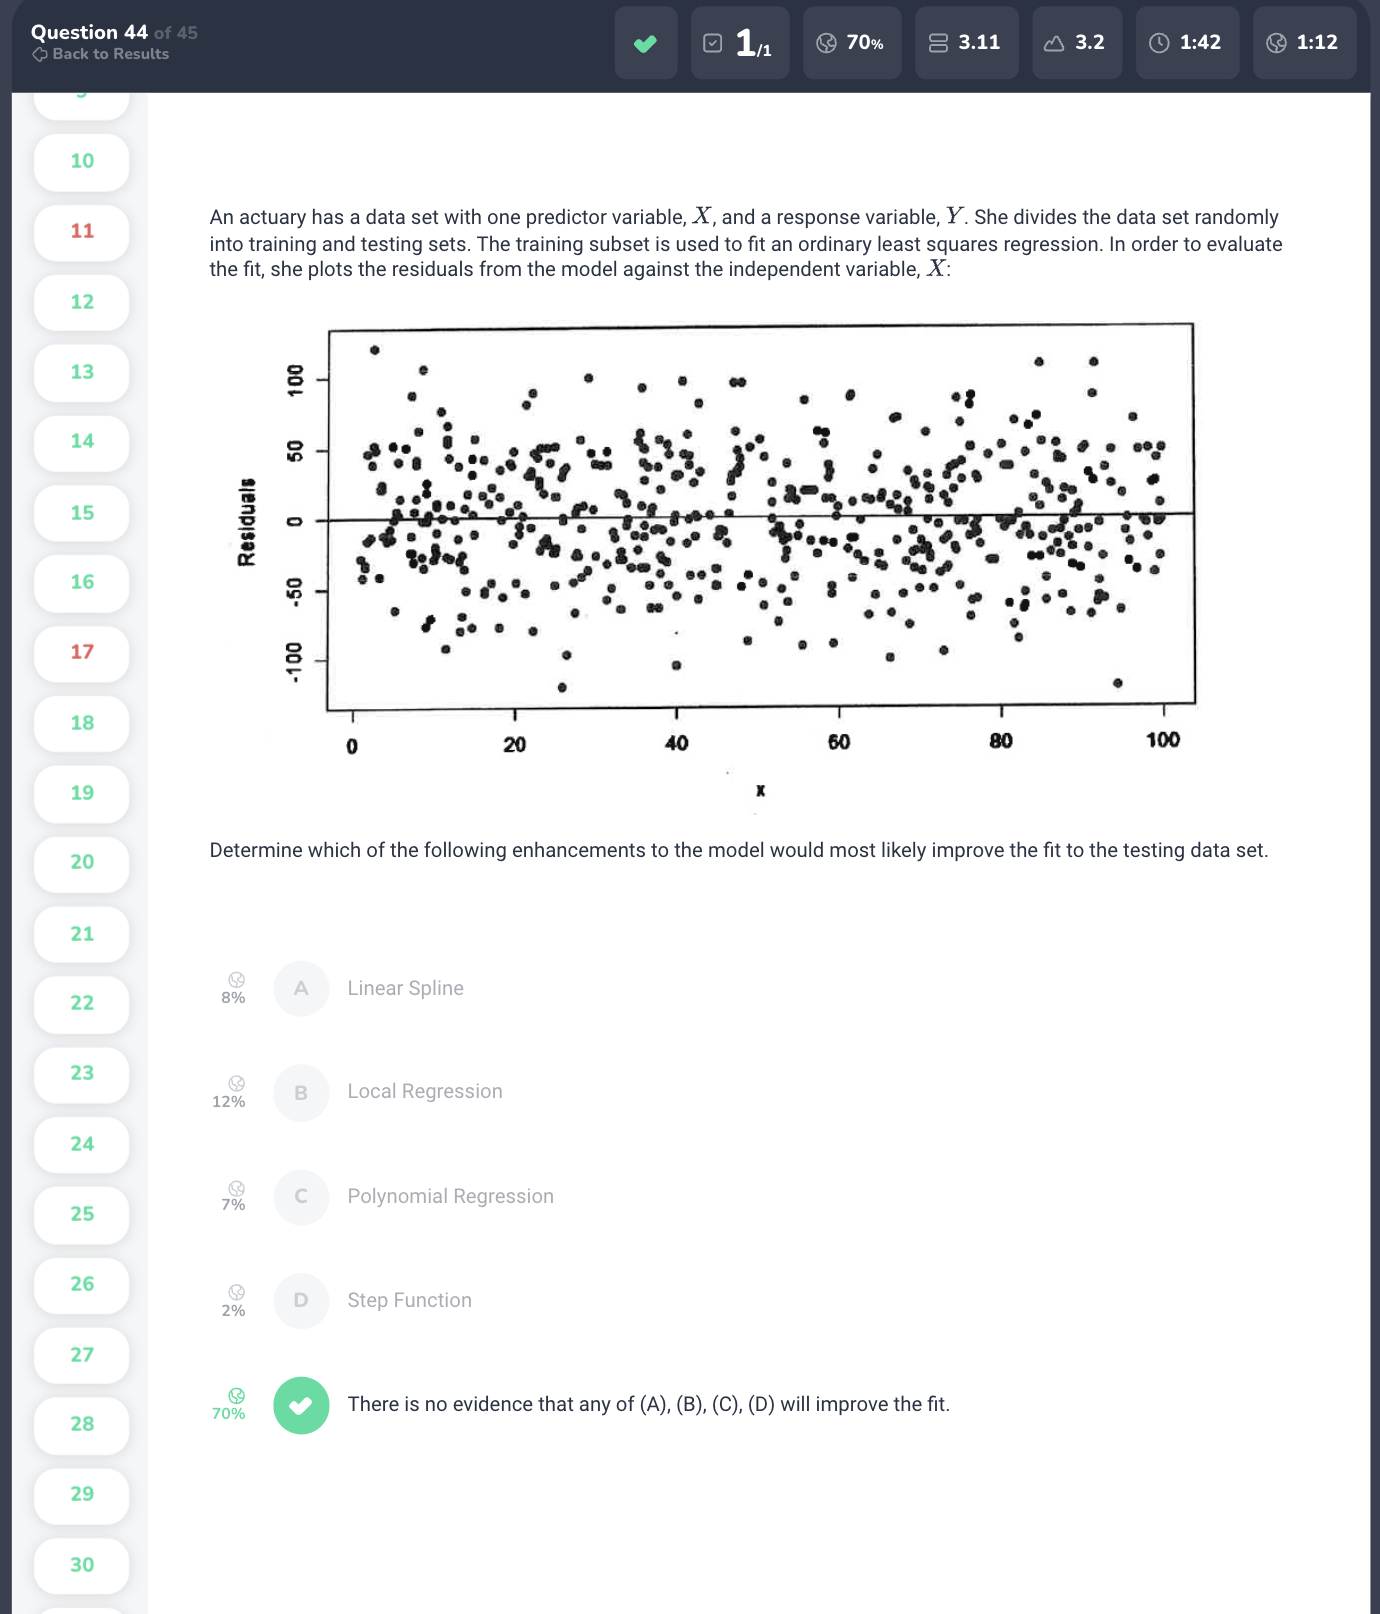 Question 44 of 45
Back to Results
1/1
70%
3.11
3.2
1:42
1:12
10
11
12
13
14
15
16
17
18
19
20
21
22
23
24
25
26
27
28
29
30
An actuary has a data set with one predictor variable, X, and a response variable, Y. She divides the data set randomly
into training and testing sets. The training subset is used to fit an ordinary least squares regression. In order to evaluate
the fit, she plots the residuals from the model against the independent variable, X:
Residuals
100
50
0
-50
-100
0 20 40 60 80 100
x
Determine which of the following enhancements to the model would most likely improve the fit to the testing data set.
8% A Linear Spline
12% B Local Regression
7% C Polynomial Regression
2% D Step Function
70% There is no evidence that any of (A), (B), (C), (D) will improve the fit.